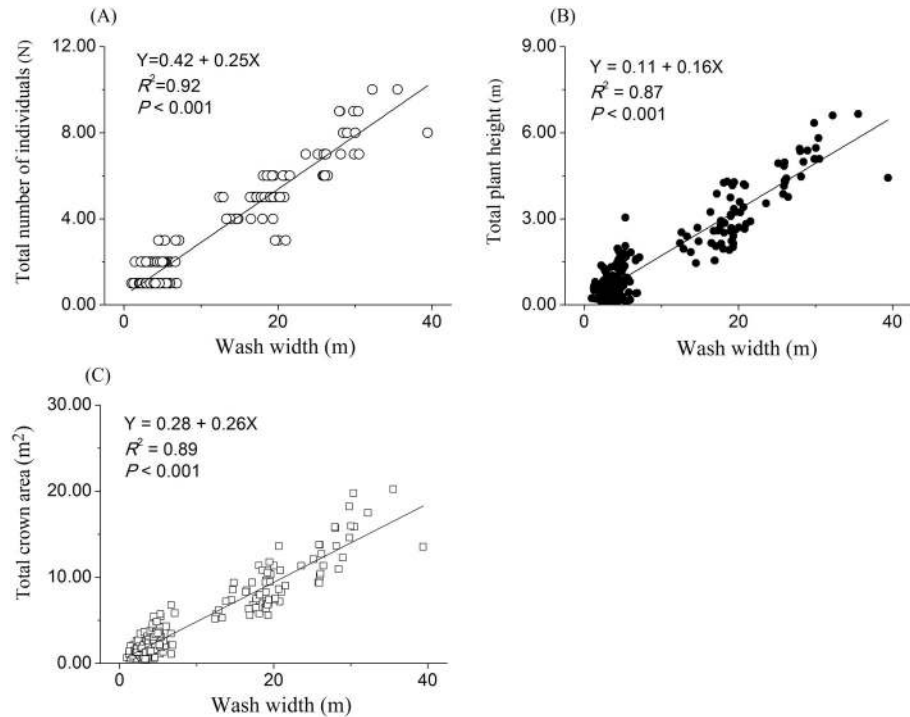 (A)
Y=0.42 + 0.25X
R²=0.92
P < 0.001
Total number of individuals (N)
12.00
8.00
4.00
0.00
0
20
40
Wash width (m)
(B)
Y = 0.11 + 0.16X
R² = 0.87
P < 0.001
Total plant height (m)
9.00
6.00
3.00
0.00
0
20
40
Wash width (m)
(C)
Y = 0.28 + 0.26X
R² = 0.89
P < 0.001
Total crown area (m²)
30.00
20.00
10.00
0.00
0
20
40
Wash width (m)